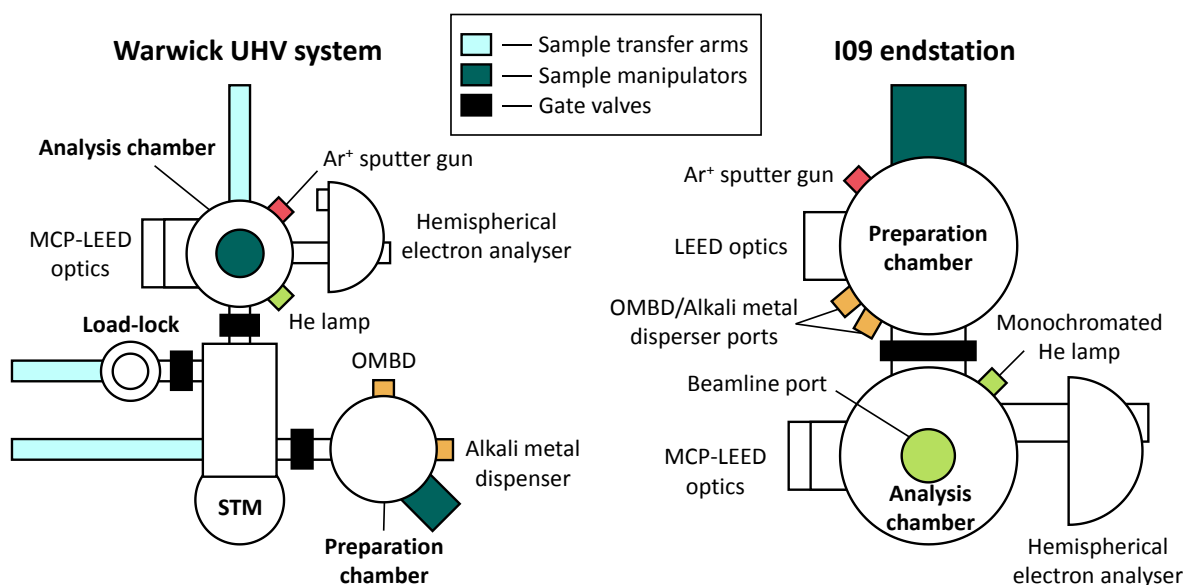 Warwick UHV system
Sample transfer arms
Sample manipulators
Gate valves
I09 endstation
Analysis chamber
Ar⁺ sputter gun
MCP-LEED
optics
Hemispherical
electron analyser
He lamp
Load-lock
OMBD
Alkali metal
dispenser
STM
Preparation
chamber
Ar⁺ sputter gun
LEED optics
Preparation
chamber
OMBD/Alkali metal
disperser ports
Monochromated
He lamp
Beamline port
MCP-LEED
optics
Analysis
chamber
Hemispherical
electron analyser